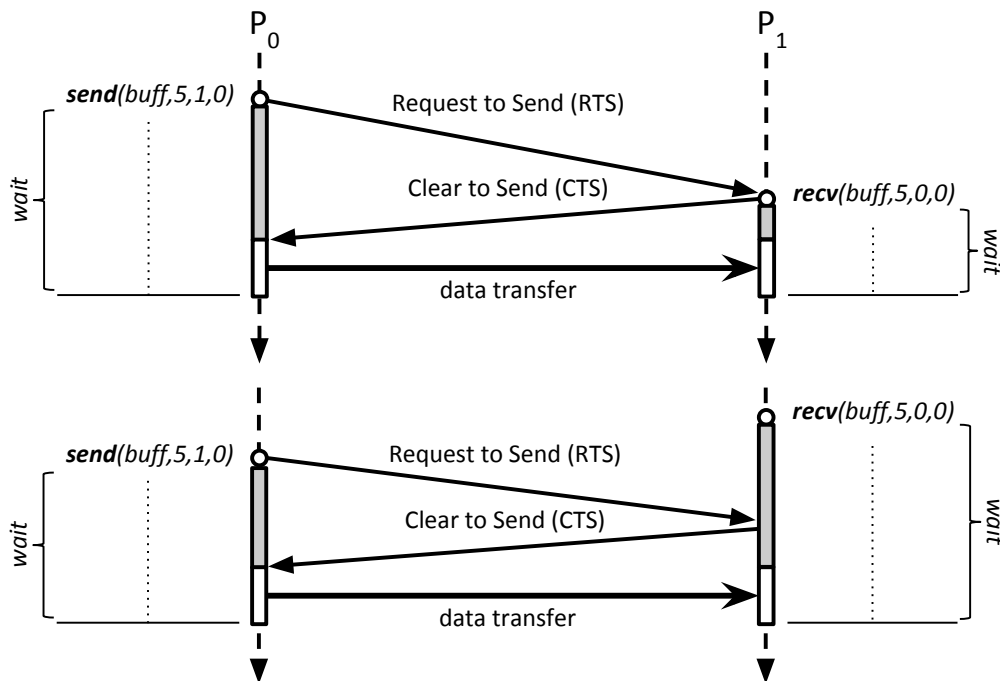 P0 P1
send(buff,5,1,0)
Request to Send (RTS)
Clear to Send (CTS)
recv(buff,5,0,0)
wait
wait
data transfer
recv(buff,5,0,0)
send(buff,5,1,0)
Request to Send (RTS)
Clear to Send (CTS)
wait
wait
data transfer